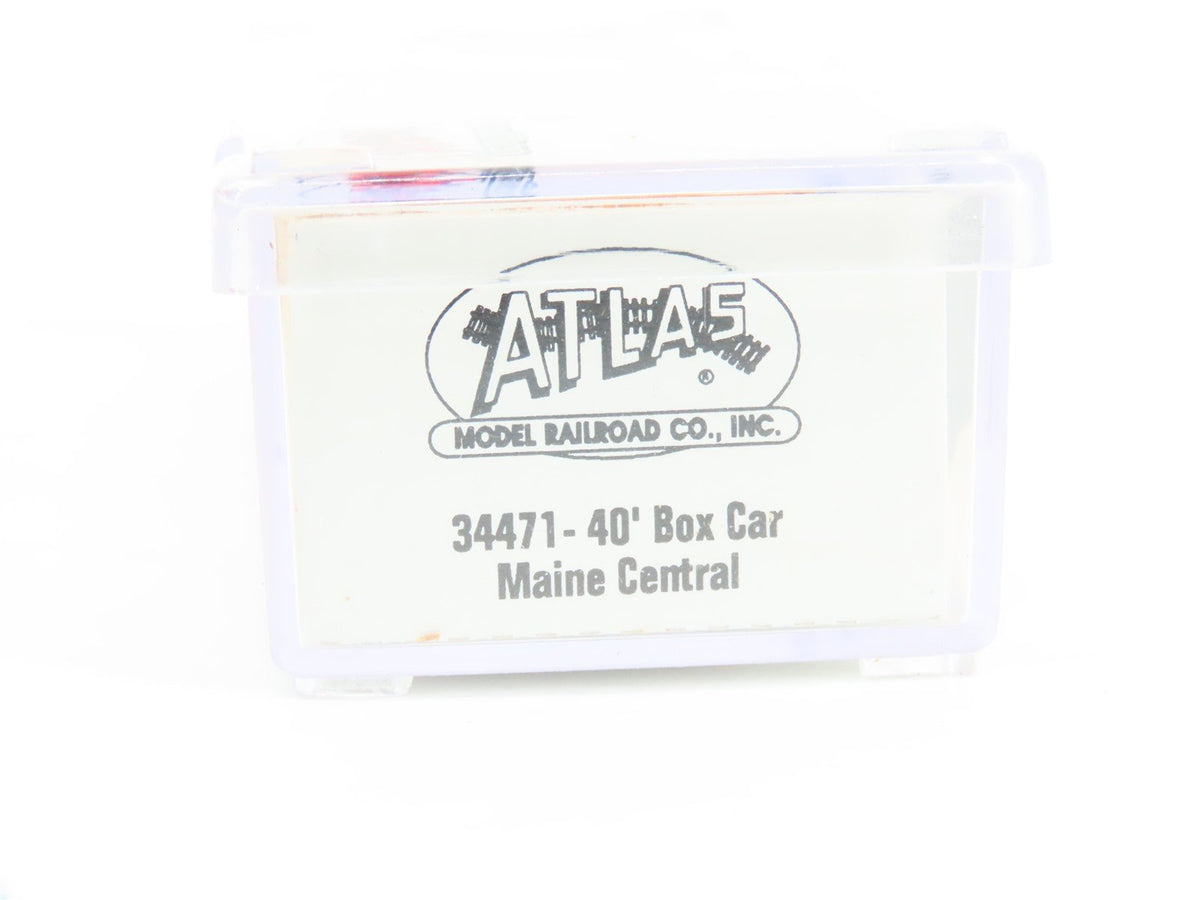 ATLAS
®
MODEL RAILROAD CO., INC.
34471- 40' Box Car
Maine Central